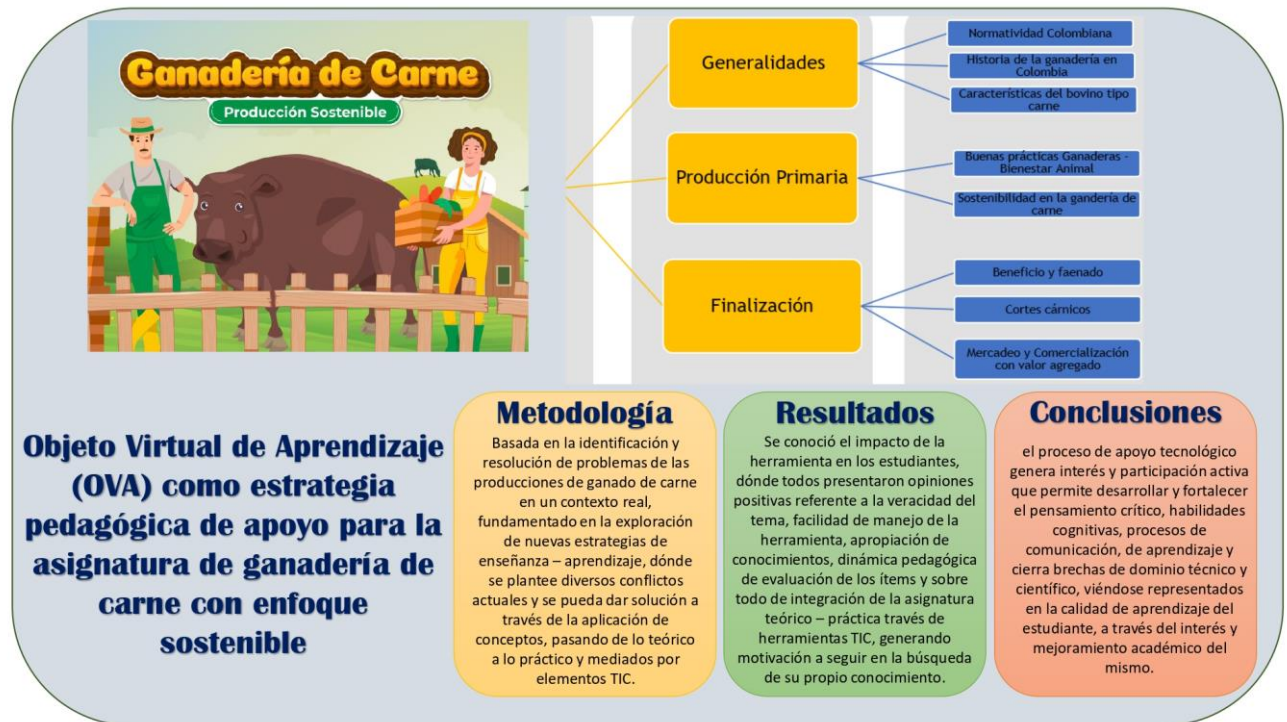 Ganadería de Carne
Producción Sostenible
Generalidades
Normatividad Colombiana
Historia de la ganadería en
Colombia
Características del bovino tipo
carne
Producción Primaria
Buenas prácticas Ganaderas -
Bienestar Animal
Sostenibilidad en la gandería de
carne
Finalización
Beneficio y faenado
Cortes cárnicos
Mercadeo y Comercialización
con valor agregado
Objeto Virtual de Aprendizaje
(OVA) como estrategia
pedagógica de apoyo para la
asignatura de ganadería de
carne con enfoque
sostenible
Metodología
Basada en la identificación y
resolución de problemas de las
producciones de ganado de carne
en un contexto real,
fundamentado en la exploración
de nuevas estrategias de
enseñanza – aprendizaje, dónde
se plantee diversos conflictos
actuales y se pueda dar solución a
través de la aplicación de
conceptos, pasando de lo teórico
a lo práctico y mediados por
elementos TIC.
Resultados
Se conoció el impacto de la
herramienta en los estudiantes,
dónde todos presentaron opiniones
positivas referente a la veracidad del
tema, facilidad de manejo de la
herramienta, apropiación de
conocimientos, dinámica pedagógica
de evaluación de los ítems y sobre
todo de integración de la asignatura
teórico – práctica través de
herramientas TIC, generando
motivación a seguir en la búsqueda
de su propio conocimiento.
Conclusiones
el proceso de apoyo tecnológico
genera interés y participación activa
que permite desarrollar y fortalecer
el pensamiento crítico, habilidades
cognitivas, procesos de
comunicación, de aprendizaje y
cierra brechas de dominio técnico y
científico, viéndose representados
en la calidad de aprendizaje del
estudiante, a través del interés y
mejoramiento académico del
mismo.